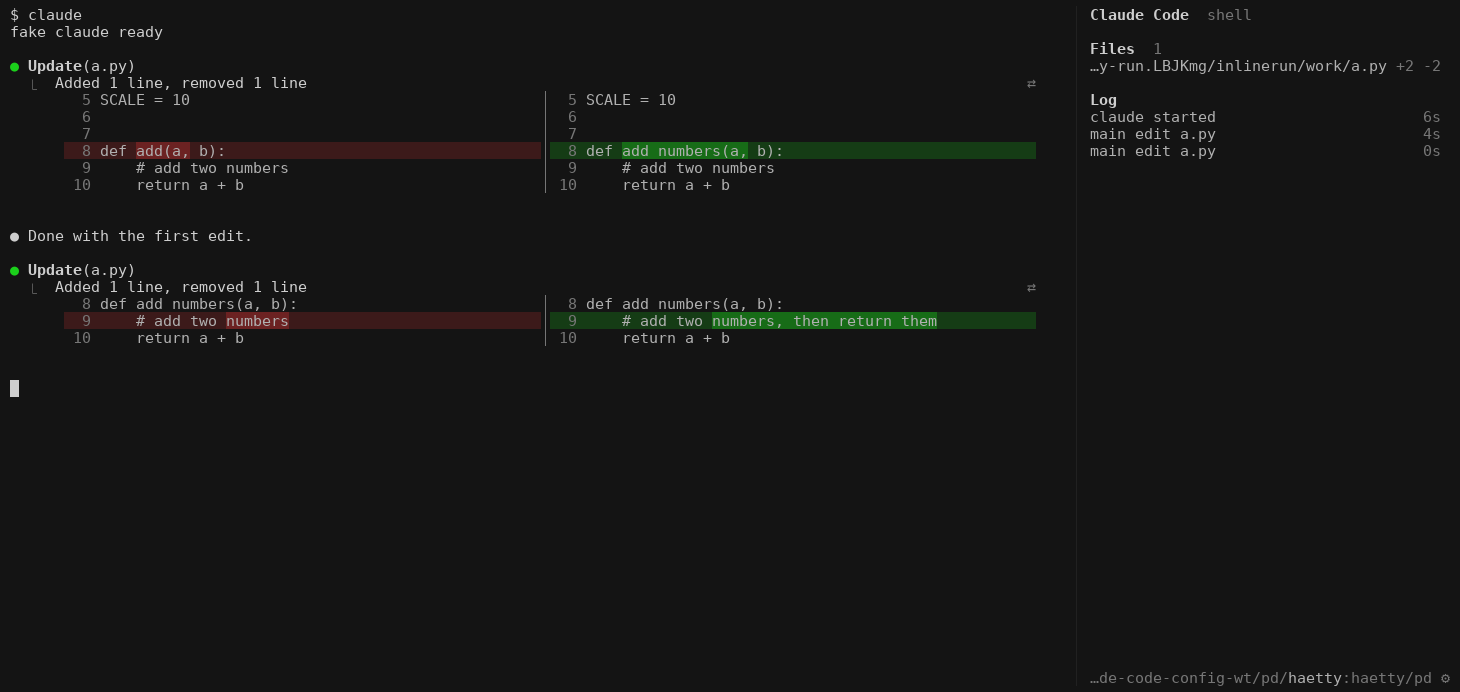 $ claude
fake claude ready
● Update(a.py)
⎿ Added 1 line, removed 1 line ⇄
5 SCALE = 10 5 SCALE = 10
6 6
7 7
8 def add(a, b): 8 def add numbers(a, b):
9 # add two numbers 9 # add two numbers
10 return a + b 10 return a + b
● Done with the first edit.
● Update(a.py)
⎿ Added 1 line, removed 1 line ⇄
8 def add numbers(a, b): 8 def add numbers(a, b):
9 # add two numbers 9 # add two numbers, then return them
10 return a + b 10 return a + b
Claude Code shell
Files 1
…y-run.LBJKmg/inlinerun/work/a.py +2 -2
Log
claude started 6s
main edit a.py 4s
main edit a.py 0s
…de-code-config-wt/pd/haetty:haetty/pd ⚙